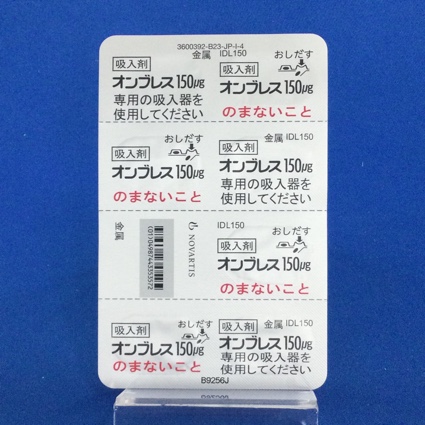 3600392-B23-JP-I-4
吸入剤
金属 IDL150
オンブレス150μg
専用の吸入器を
使用してください
おしだす
オンブレス150μg
のまないこと
吸入剤
おしだす
オンブレス150μg
のまないこと
金属 IDL150
吸入剤
オンブレス150μg
専用の吸入器を
使用してください
金属
(01)04987443353572
NOVARTIS
IDL150
おしだす
吸入剤
オンブレス150μg
のまないこと
吸入剤
おしだす
オンブレス150μg
のまないこと
金属 IDL150
吸入剤
オンブレス150μg
専用の吸入器を
使用してください
B9256J